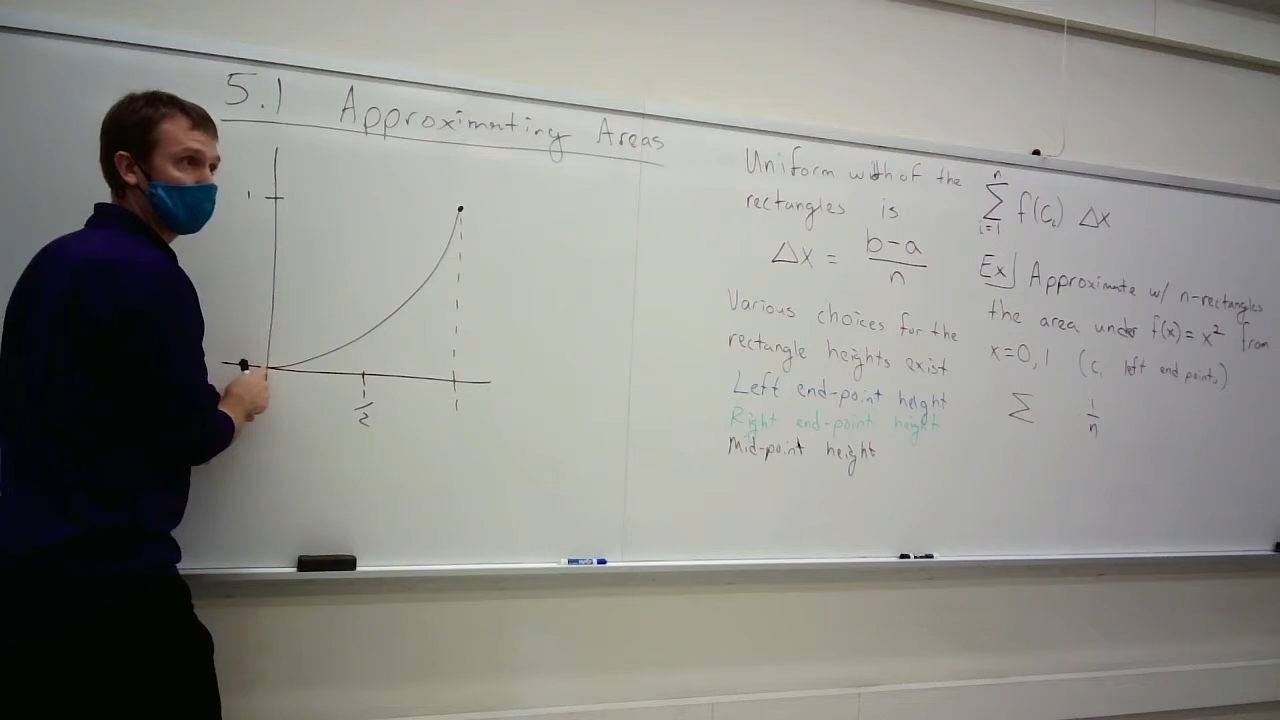 5.1 Approximating Areas
1
1/2
1
Uniform width of the
rectangles is
Δx = b-a/n
Various choices for the
rectangle heights exist
Left end-point height
Right end-point height
Mid-point height
n
∑ f(Cᵢ) Δx
i=1
Ex] Approximate w/ n-rectangles
the area under f(x) = x² from
x=0,1 (Cᵢ left end points)
∑ 1/n